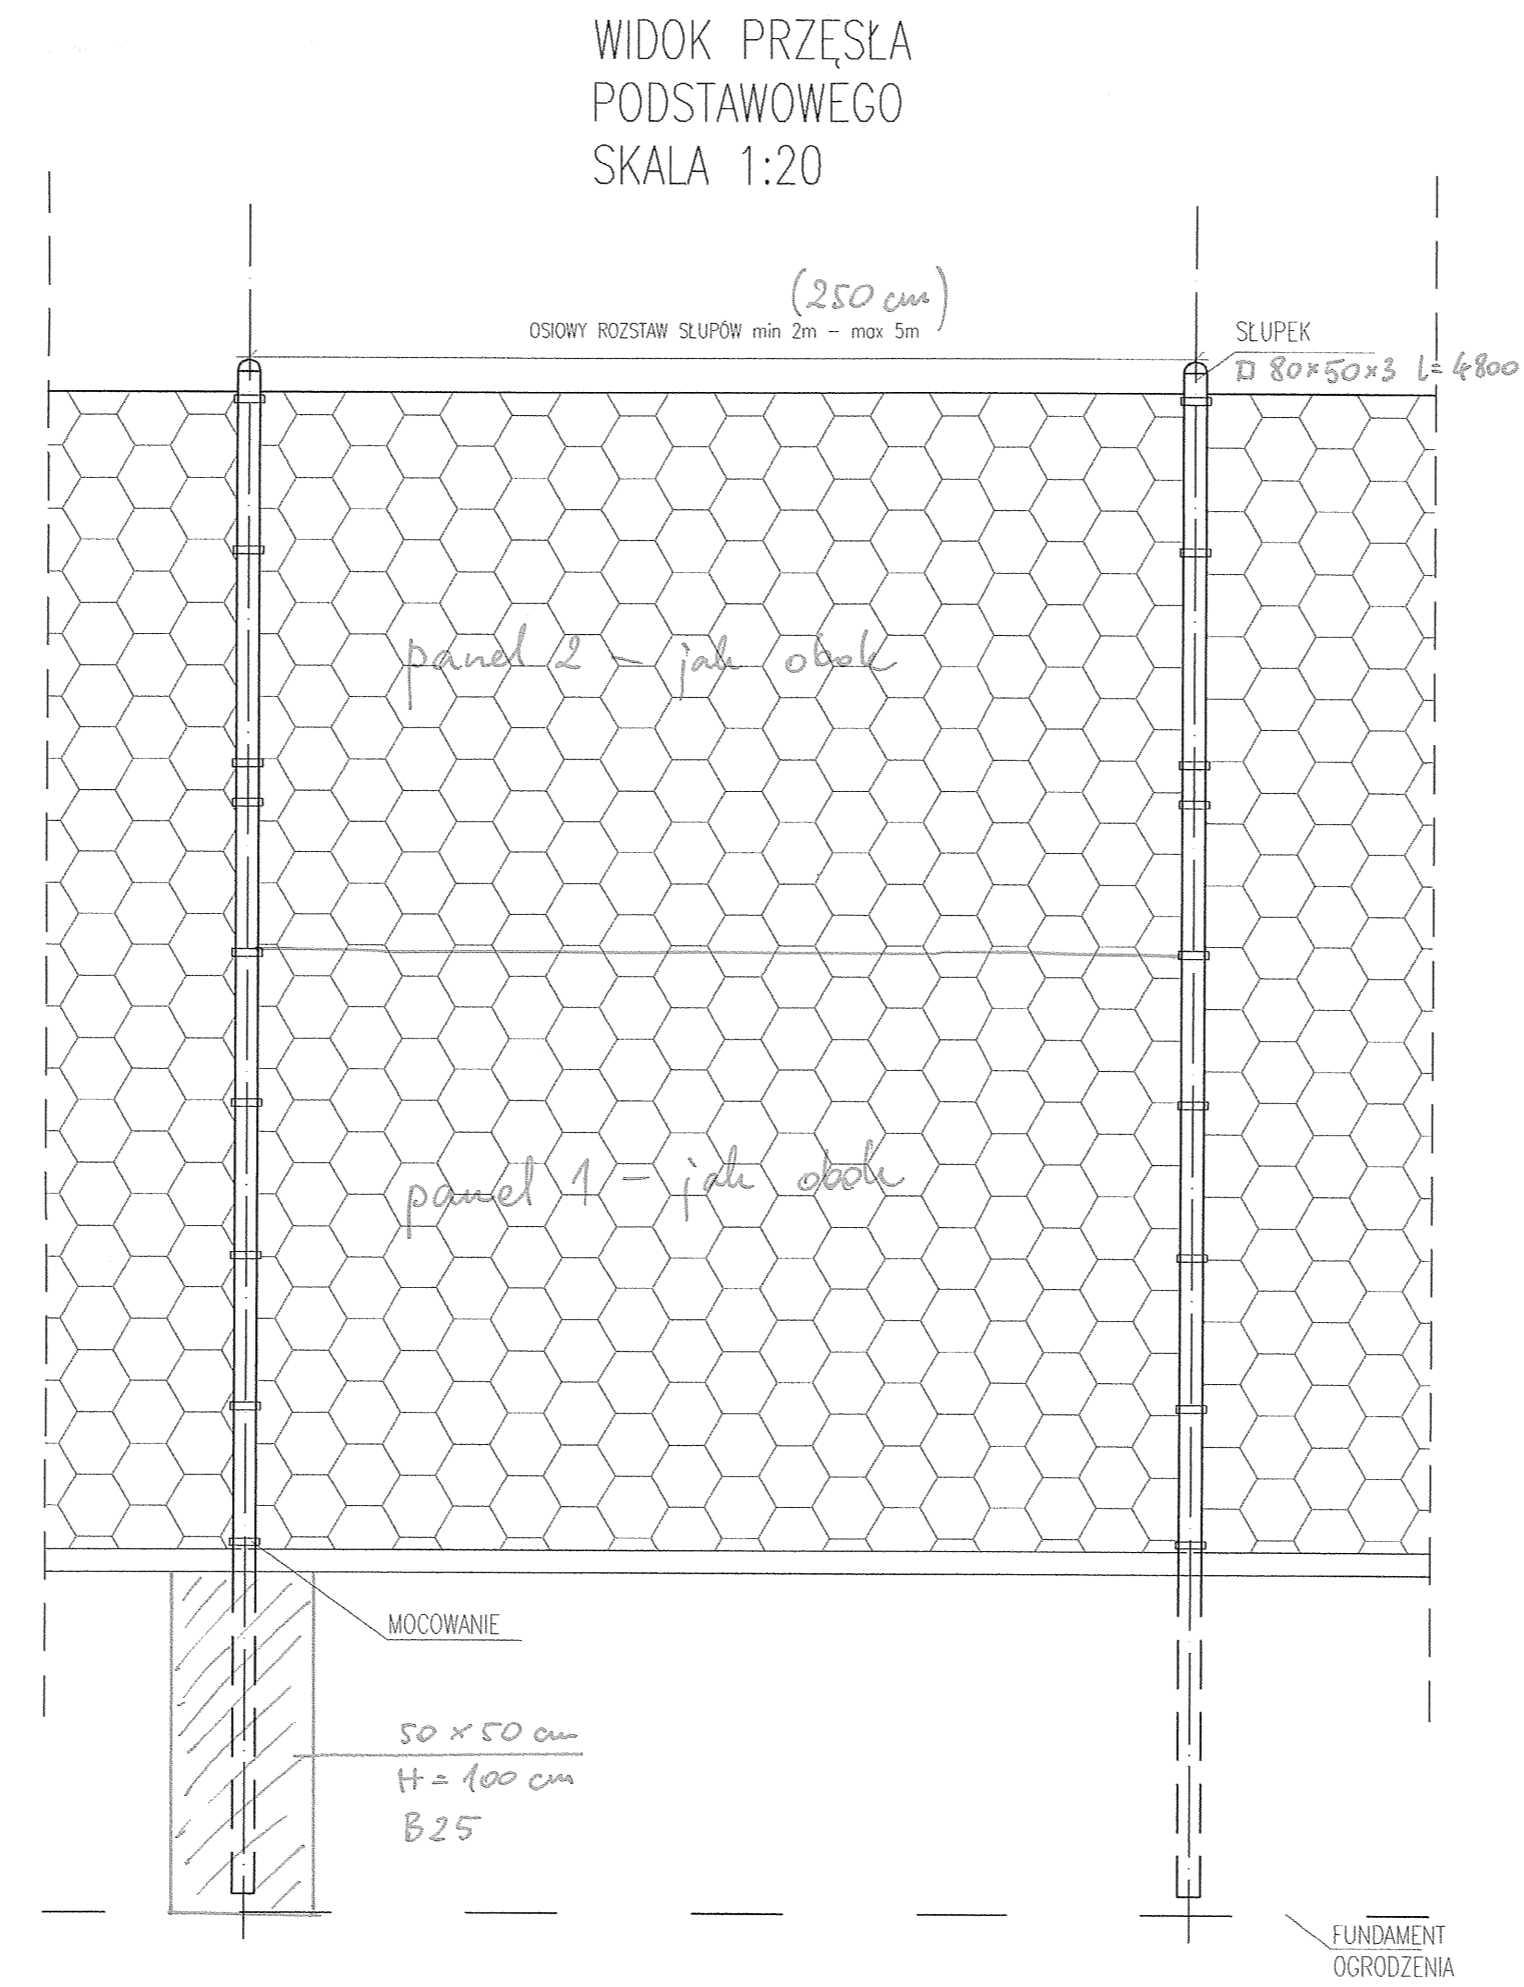 WIDOK PRZĘSŁA
PODSTAWOWEGO
SKALA 1:20
(250 cm)
OSIOWY ROZSTAW SŁUPÓW min 2m – max 5m
SŁUPEK
□ 80×50×3 l=4800
panel 2 – jak obok
panel 1 – jak obok
MOCOWANIE
50 × 50 cm
H = 100 cm
B25
FUNDAMENT
OGRODZENIA